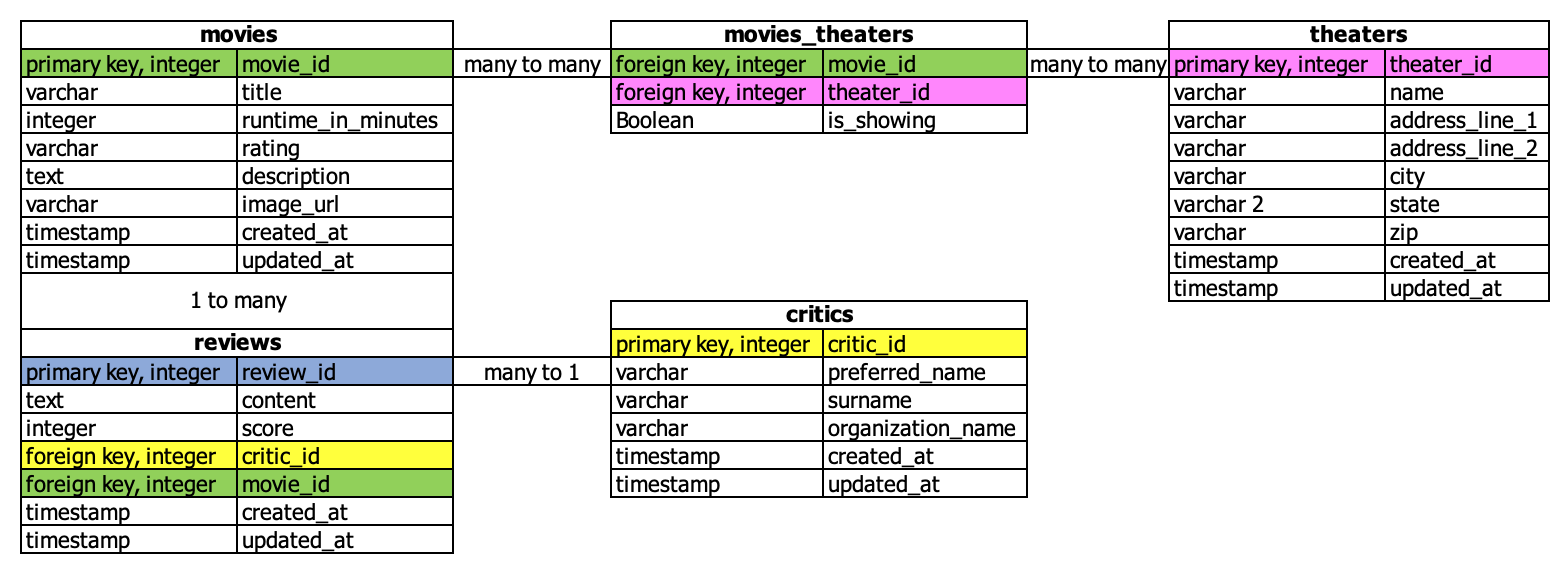 movies
primary key, integer movie_id
varchar title
integer runtime_in_minutes
varchar rating
text description
varchar image_url
timestamp created_at
timestamp updated_at
many to many
movies_theaters
foreign key, integer movie_id
foreign key, integer theater_id
Boolean is_showing
many to many
theaters
primary key, integer theater_id
varchar name
varchar address_line_1
varchar address_line_2
varchar city
varchar 2 state
varchar zip
timestamp created_at
timestamp updated_at
1 to many
reviews
primary key, integer review_id
text content
integer score
foreign key, integer critic_id
foreign key, integer movie_id
timestamp created_at
timestamp updated_at
many to 1
critics
primary key, integer critic_id
varchar preferred_name
varchar surname
varchar organization_name
timestamp created_at
timestamp updated_at